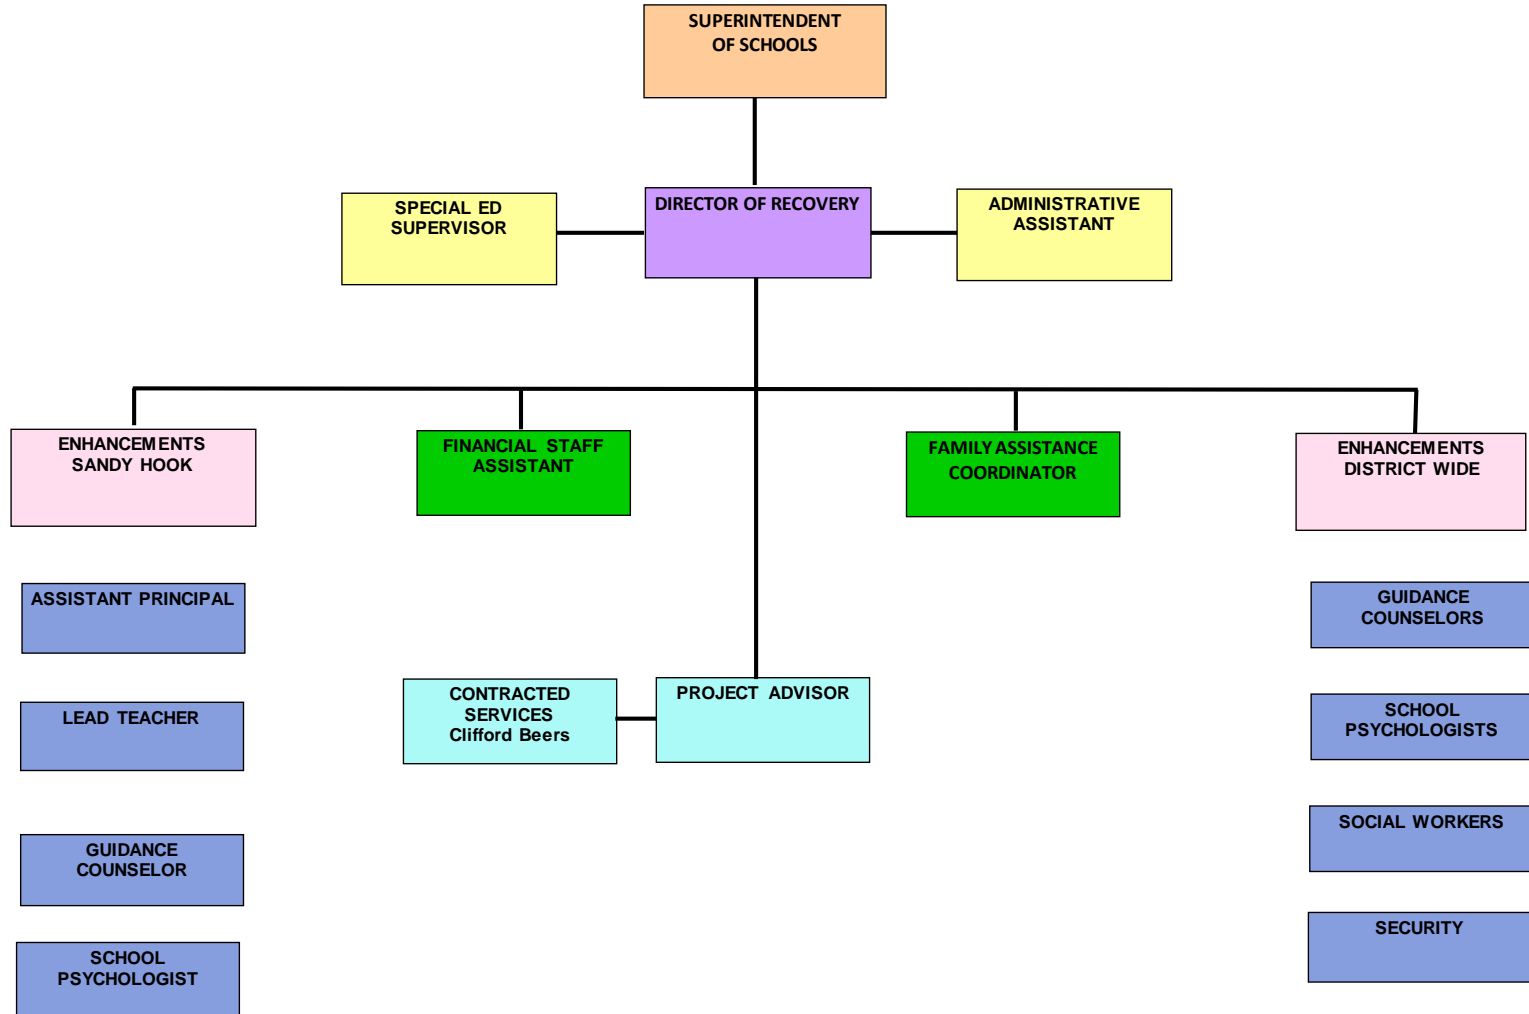 SUPERINTENDENT
OF SCHOOLS
SPECIAL ED
SUPERVISOR
DIRECTOR OF RECOVERY
ADMINISTRATIVE
ASSISTANT
ENHANCEMENTS
SANDY HOOK
FINANCIAL STAFF
ASSISTANT
FAMILY ASSISTANCE
COORDINATOR
ENHANCEMENTS
DISTRICT WIDE
ASSISTANT PRINCIPAL
GUIDANCE
COUNSELORS
CONTRACTED
SERVICES
Clifford Beers
PROJECT ADVISOR
LEAD TEACHER
SCHOOL
PSYCHOLOGISTS
GUIDANCE
COUNSELOR
SOCIAL WORKERS
SCHOOL
PSYCHOLOGIST
SECURITY